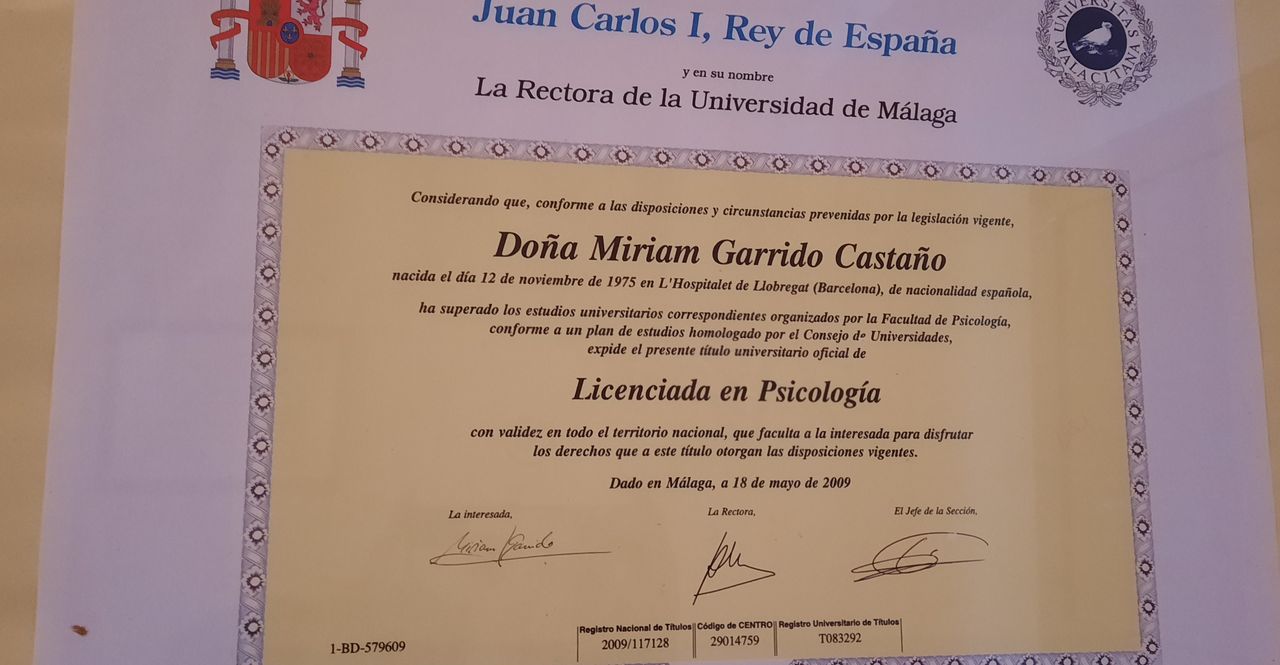 Juan Carlos I, Rey de España
y en su nombre
La Rectora de la Universidad de Málaga
UNIVERSITAS MALACITANA
Considerando que, conforme a las disposiciones y circunstancias prevenidas por la legislación vigente,
Doña Miriam Garrido Castaño
nacida el día 12 de noviembre de 1975 en L'Hospitalet de Llobregat (Barcelona), de nacionalidad española,
ha superado los estudios universitarios correspondientes organizados por la Facultad de Psicología,
conforme a un plan de estudios homologado por el Consejo de Universidades,
expide el presente título universitario oficial de
Licenciada en Psicología
con validez en todo el territorio nacional, que faculta a la interesada para disfrutar
los derechos que a este título otorgan las disposiciones vigentes.
Dado en Málaga, a 18 de mayo de 2009
La interesada, La Rectora, El Jefe de la Sección,
Miriam Garrido
Registro Nacional de Títulos Código de CENTRO Registro Universitario de Títulos
1-BD-579609 2009/117128 29014759 T083292